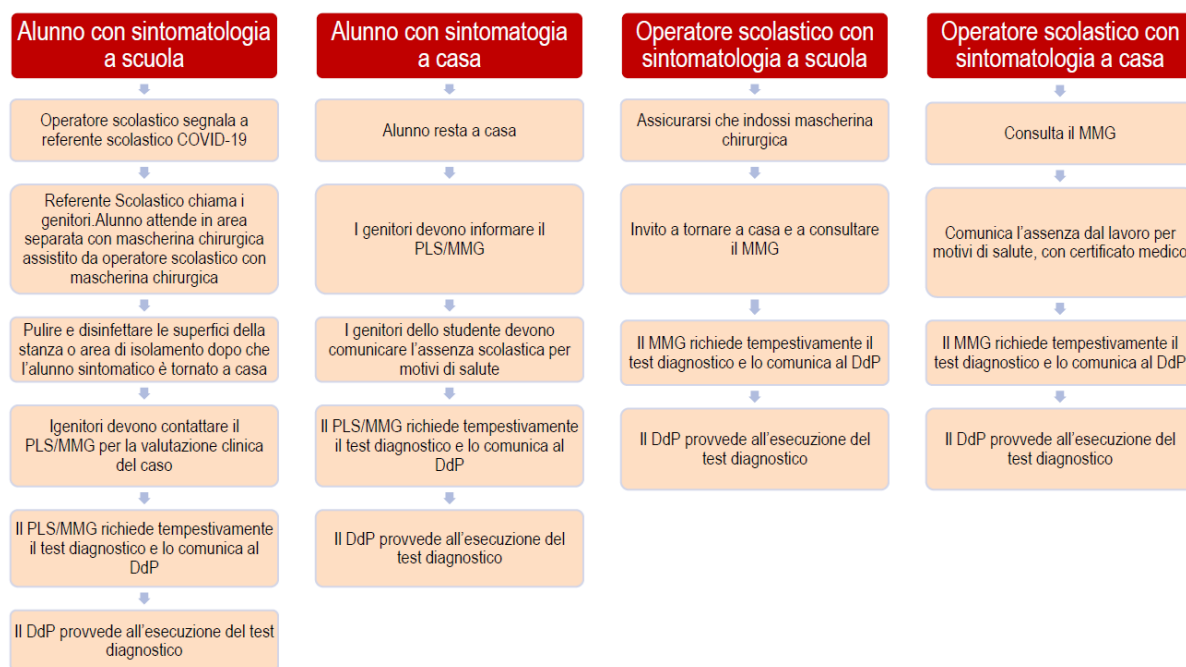 Alunno con sintomatologia
a scuola
Operatore scolastico segnala a
referente scolastico COVID-19
Referente Scolastico chiama i
genitori.Alunno attende in area
separata con mascherina chirurgica
assistito da operatore scolastico con
mascherina chirurgica
Pulire e disinfettare le superfici della
stanza o area di isolamento dopo che
l'alunno sintomatico è tornato a casa
Igenitori devono contattare il
PLS/MMG per la valutazione clinica
del caso
Il PLS/MMG richiede tempestivamente
il test diagnostico e lo comunica al
DdP
Il DdP provvede all'esecuzione del test
diagnostico
Alunno con sintomatogia
a casa
Alunno resta a casa
I genitori devono informare il
PLS/MMG
I genitori dello studente devono
comunicare l'assenza scolastica per
motivi di salute
Il PLS/MMG richiede tempestivamente
il test diagnostico e lo comunica al
DdP
Il DdP provvede all'esecuzione del
test diagnostico
Operatore scolastico con
sintomatologia a scuola
Assicurarsi che indossi mascherina
chirurgica
Invito a tornare a casa e a consultare
il MMG
Il MMG richiede tempestivamente il
test diagnostico e lo comunica al DdP
Il DdP provvede all'esecuzione del
test diagnostico
Operatore scolastico con
sintomatologia a casa
Consulta il MMG
Comunica l'assenza dal lavoro per
motivi di salute, con certificato medico
Il MMG richiede tempestivamente il
test diagnostico e lo comunica al DdP
Il DdP provvede all'esecuzione del
test diagnostico